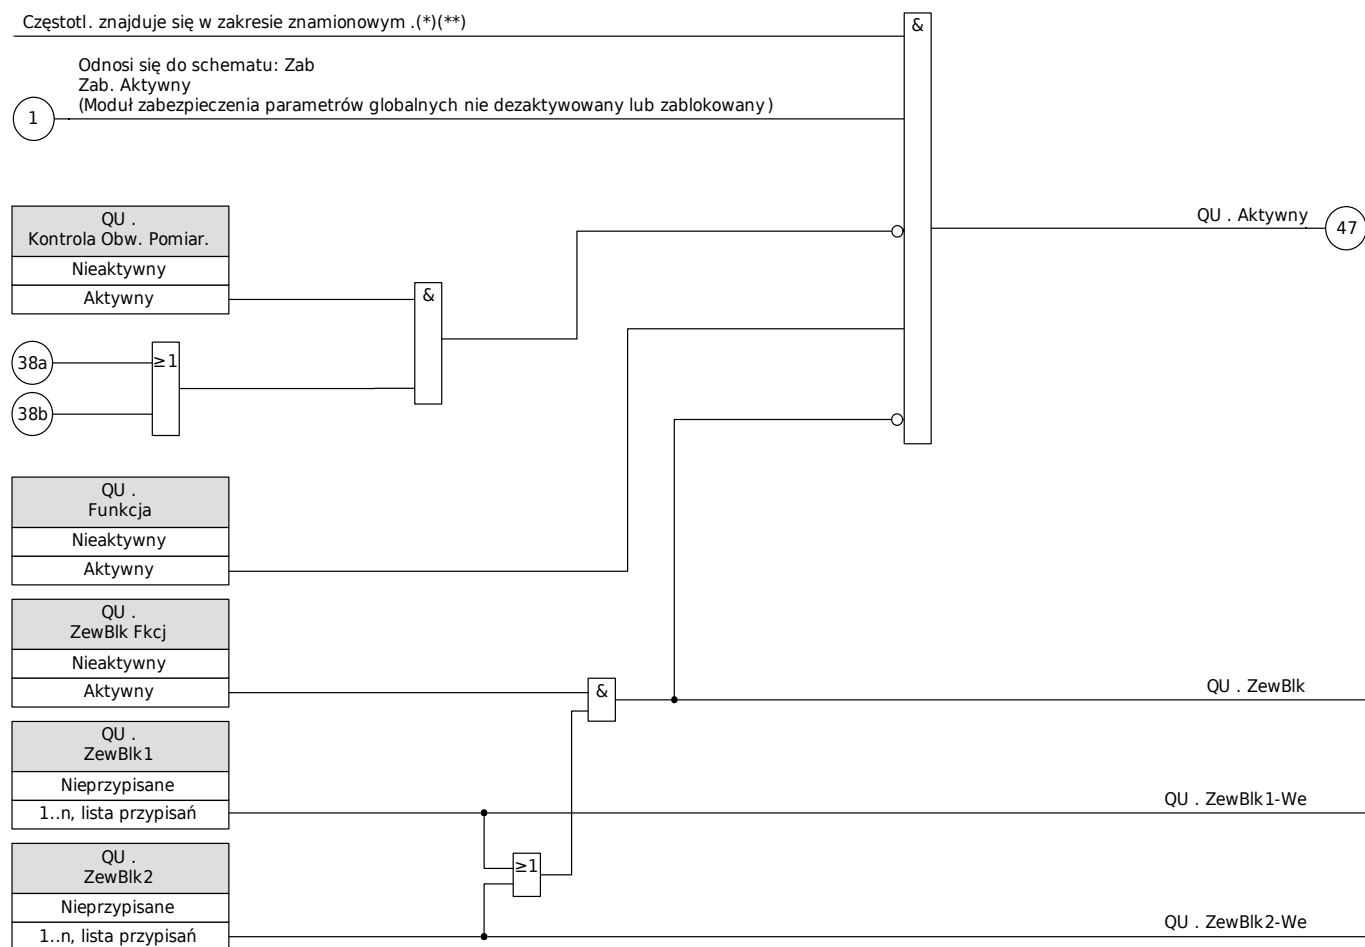 Częstotl. znajduje się w zakresie znamionowym .(*)(**)
&
Odnosi się do schematu: Zab
Zab. Aktywny
(Moduł zabezpieczenia parametrów globalnych nie dezaktywowany lub zablokowany)
1
QU .
Kontrola Obw. Pomiar.
Nieaktywny
Aktywny
QU . Aktywny
47
&
38a
≥1
38b
QU .
Funkcja
Nieaktywny
Aktywny
QU .
ZewBlk Fkcj
Nieaktywny
Aktywny
&
QU . ZewBlk
QU .
ZewBlk1
Nieprzypisane
1..n, lista przypisań
QU . ZewBlk1-We
≥1
QU .
ZewBlk2
Nieprzypisane
1..n, lista przypisań
QU . ZewBlk2-We